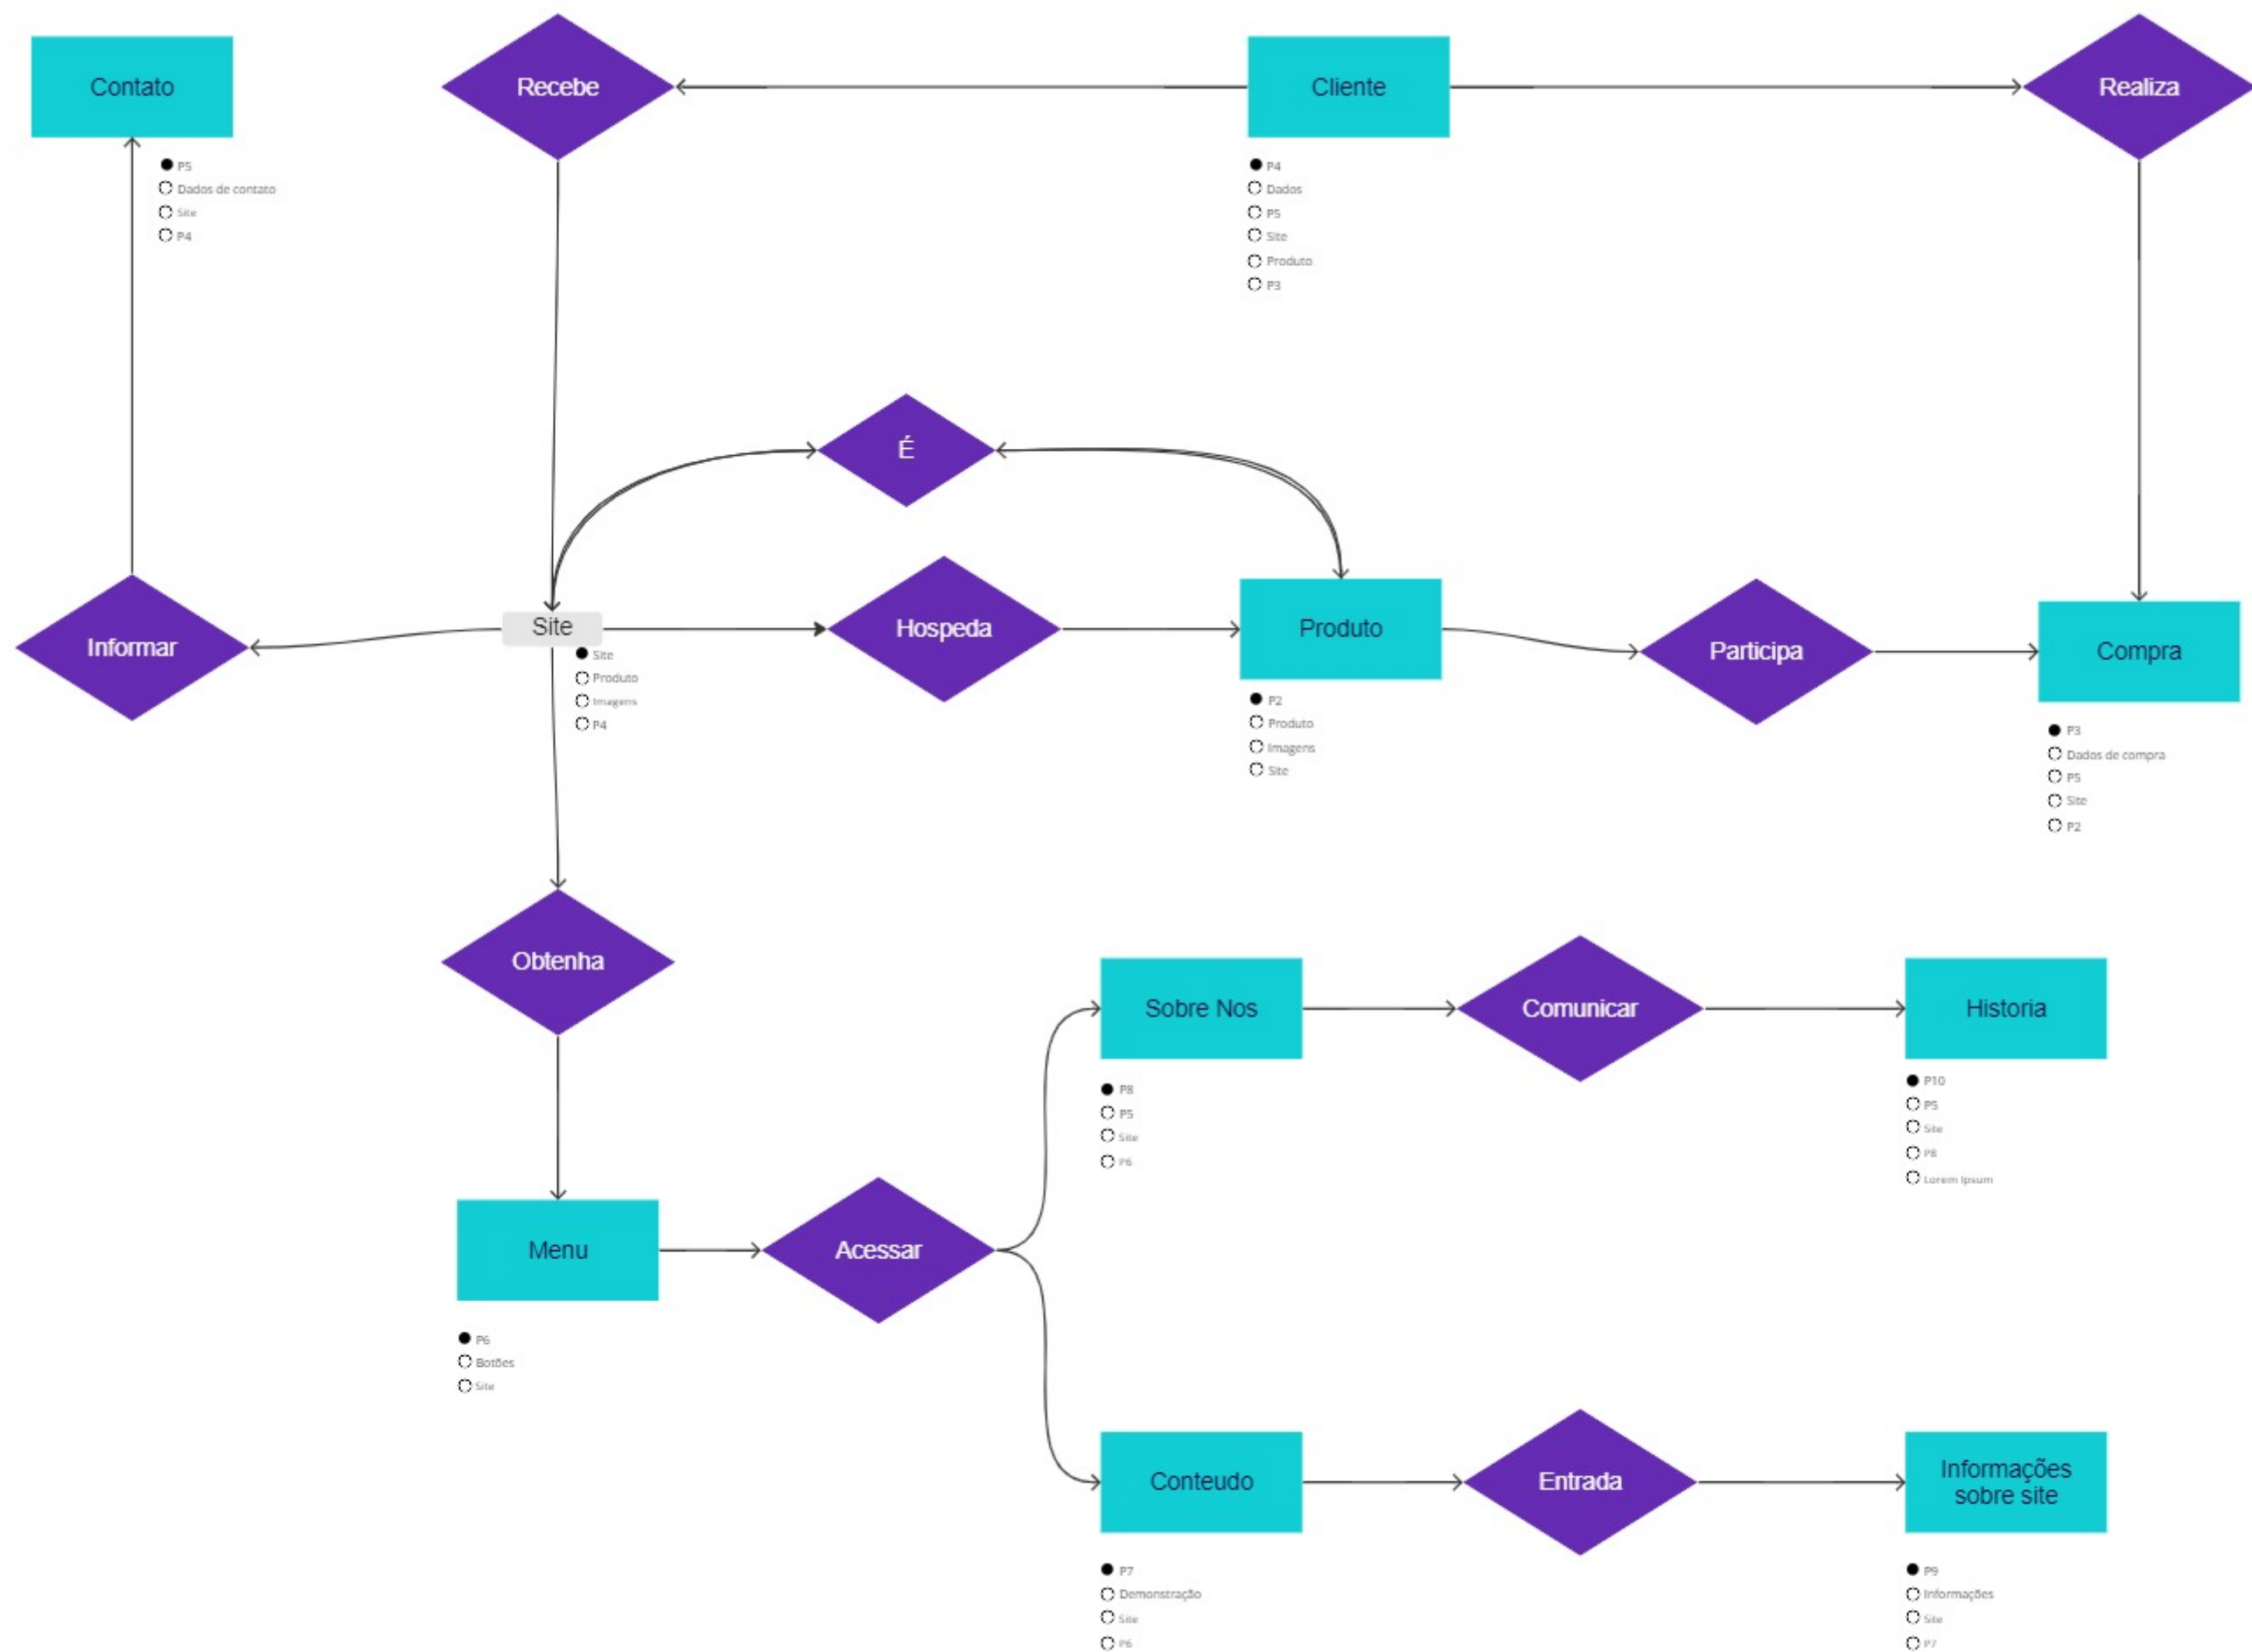 Contato
Recebe
Cliente
Realiza
P5
Dados de contato
Site
P4
P4
Dados
P5
Site
Produto
P3
É
Informar
Site
Hospeda
Produto
Participa
Compra
Site
Produto
Imagens
P4
P2
Produto
Imagens
Site
P3
Dados de compra
P5
Site
P2
Obtenha
Sobre Nos
Comunicar
Historia
P8
P5
Site
P6
P10
P5
Site
P8
Lorem Ipsum
Menu
Acessar
P6
Botões
Site
Conteudo
Entrada
Informações
sobre site
P7
Demonstração
Site
P6
P9
Informações
Site
P7